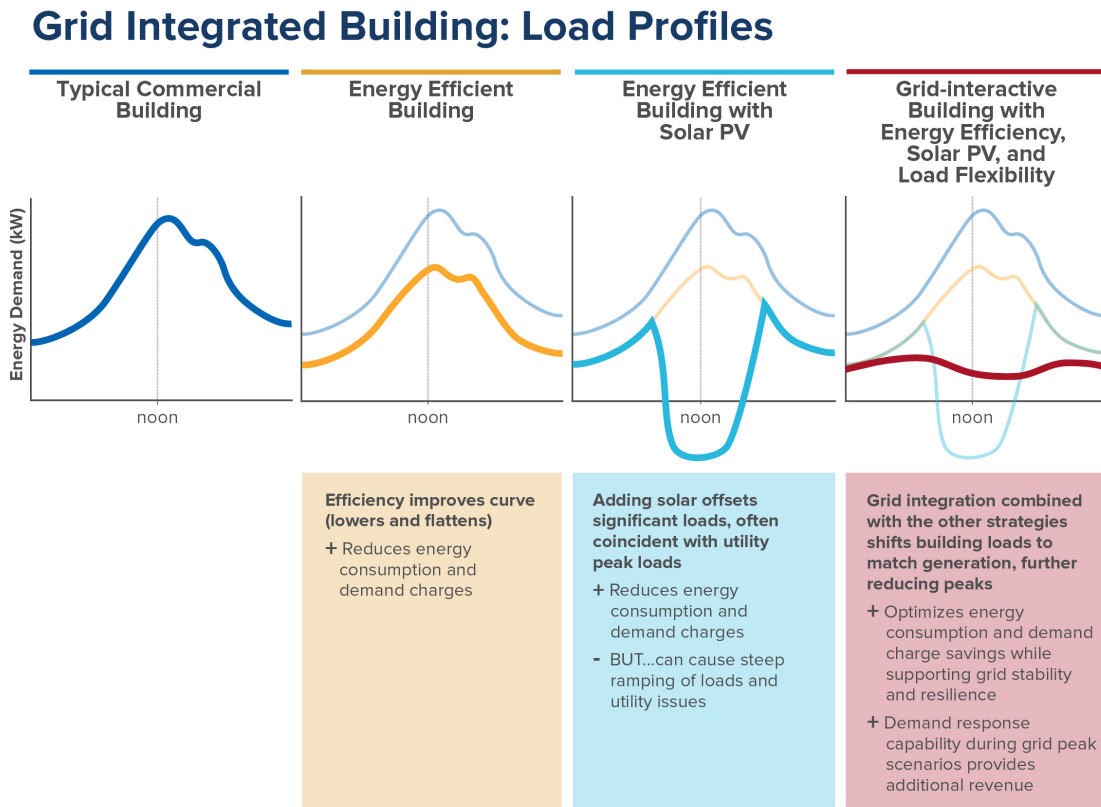 Grid Integrated Building: Load Profiles
Typical Commercial
Building
Energy Efficient
Building
Energy Efficient
Building with
Solar PV
Grid-interactive
Building with
Energy Efficiency,
Solar PV, and
Load Flexibility
Energy Demand (kW)
noon
noon
noon
noon
Efficiency improves curve
(lowers and flattens)
+ Reduces energy
consumption and
demand charges
Adding solar offsets
significant loads, often
coincident with utility
peak loads
+ Reduces energy
consumption and
demand charges
- BUT...can cause steep
ramping of loads and
utility issues
Grid integration combined
with the other strategies
shifts building loads to
match generation, further
reducing peaks
+ Optimizes energy
consumption and demand
charge savings while
supporting grid stability
and resilience
+ Demand response
capability during grid peak
scenarios provides
additional revenue